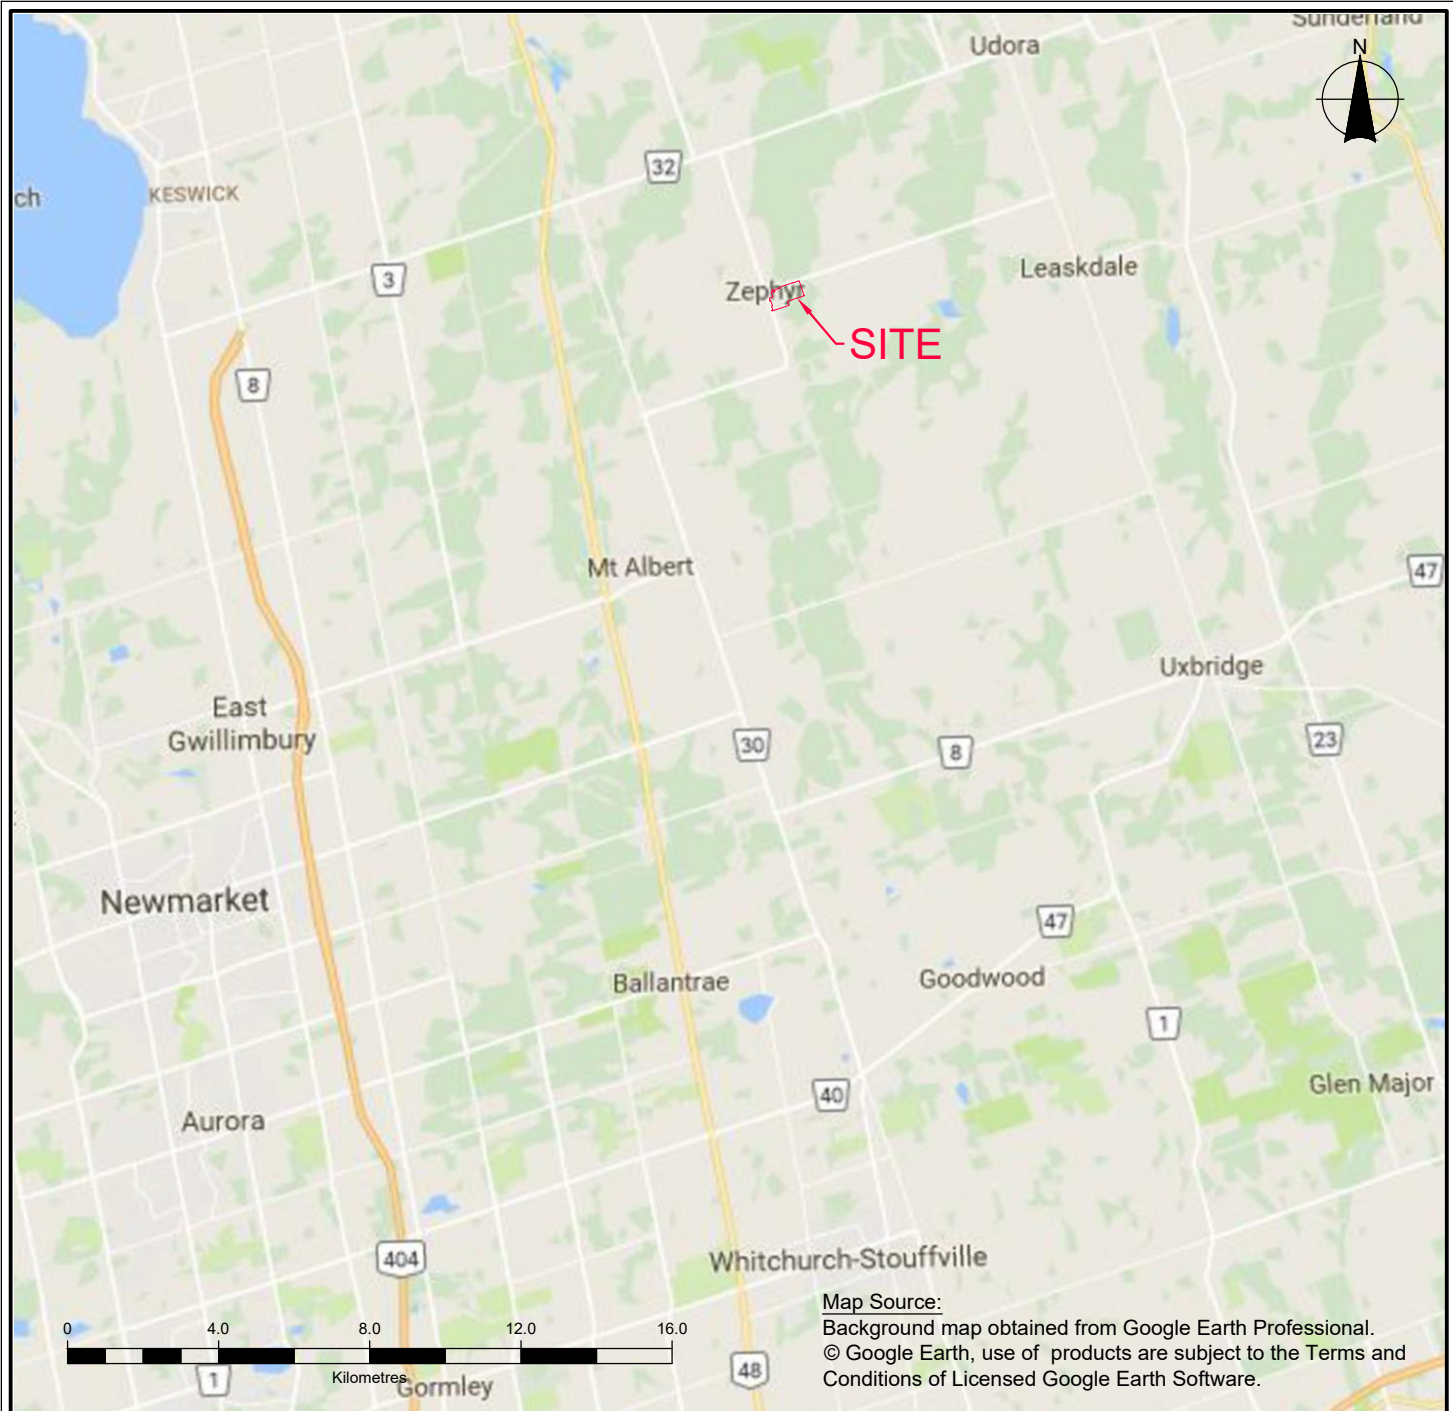 Sunderland
Udora
N
32
ch
KESWICK
3
Leaskdale
Zephyr
SITE
8
Mt Albert
47
Uxbridge
East
Gwillimbury
30
8
23
Newmarket
47
Ballantrae
Goodwood
1
Glen Major
40
Aurora
404
Whitchurch-Stouffville
Map Source:
Background map obtained from Google Earth Professional.
© Google Earth, use of products are subject to the Terms and
Conditions of Licensed Google Earth Software.
0 4.0 8.0 12.0 16.0
Kilometres
1
Gormley
48